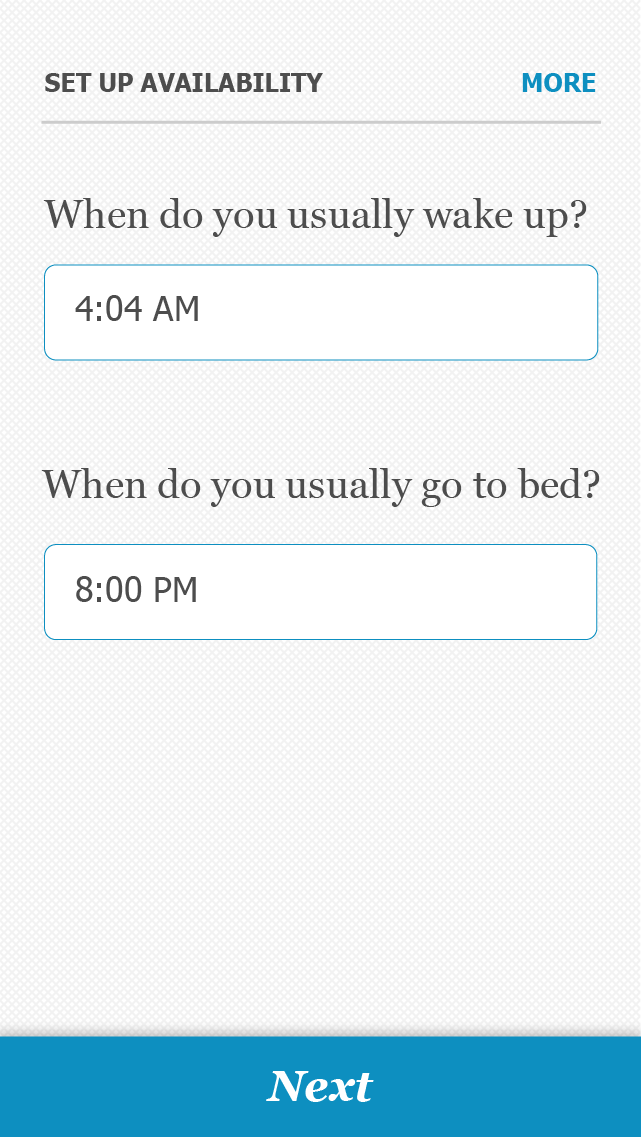 SET UP AVAILABILITY MORE
When do you usually wake up?
4:04 AM
When do you usually go to bed?
8:00 PM
Next